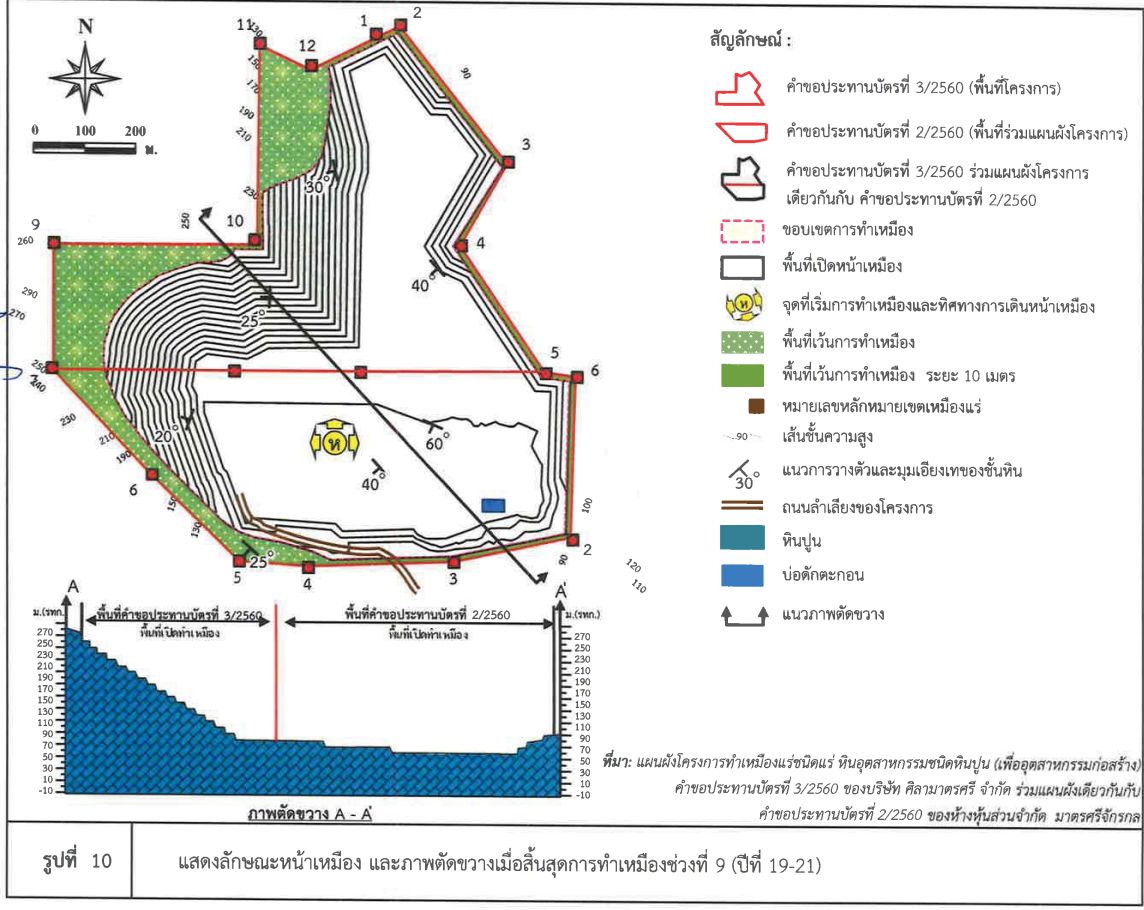 N
0 100 200
ม.
11
12
1
2
3
4
5
6
9
10
130
150
170
190
210
230
250
260
290
270
250
240
230
210
190
150
130
90
100
90
120
110
30°
40°
25°
20°
60°
40°
25°
ห
6
5
4
3
2
สัญลักษณ์ :
คำขอประทานบัตรที่ 3/2560 (พื้นที่โครงการ)
คำขอประทานบัตรที่ 2/2560 (พื้นที่ร่วมแผนผังโครงการ)
คำขอประทานบัตรที่ 3/2560 ร่วมแผนผังโครงการ
เดียวกันกับ คำขอประทานบัตรที่ 2/2560
ขอบเขตการทำเหมือง
พื้นที่เปิดหน้าเหมือง
ห จุดที่เริ่มการทำเหมืองและทิศทางการเดินหน้าเหมือง
พื้นที่เว้นการทำเหมือง
พื้นที่เว้นการทำเหมือง ระยะ 10 เมตร
หมายเลขหลักหมายเขตเหมืองแร่
90 เส้นชั้นความสูง
30° แนวการวางตัวและมุมเอียงเทของชั้นหิน
ถนนลำเลียงของโครงการ
หินปูน
บ่อดักตะกอน
แนวภาพตัดขวาง
A A'
ม.(รทก. พื้นที่คำขอประทานบัตรที่ 3/2560 พื้นที่คำขอประทานบัตรที่ 2/2560 ม.(รทก.)
พื้นที่เปิดทำเหมือง พื้นที่เปิดทำเหมือง
270 270
250 250
230 230
210 210
190 190
170 170
150 150
130 130
110 110
90 90
70 70
50 50
30 30
10 10
-10 -10
ภาพตัดขวาง A - A'
ที่มา: แผนผังโครงการทำเหมืองแร่ชนิดแร่ หินอุตสาหกรรมชนิดหินปูน (เพื่ออุตสาหกรรมก่อสร้าง)
คำขอประทานบัตรที่ 3/2560 ของบริษัท ศิลามาตรศรี จำกัด ร่วมแผนผังเดียวกันกับ
คำขอประทานบัตรที่ 2/2560 ของห้างหุ้นส่วนจำกัด มาตรศรีจักรกล
รูปที่ 10 แสดงลักษณะหน้าเหมือง และภาพตัดขวางเมื่อสิ้นสุดการทำเหมืองช่วงที่ 9 (ปีที่ 19-21)